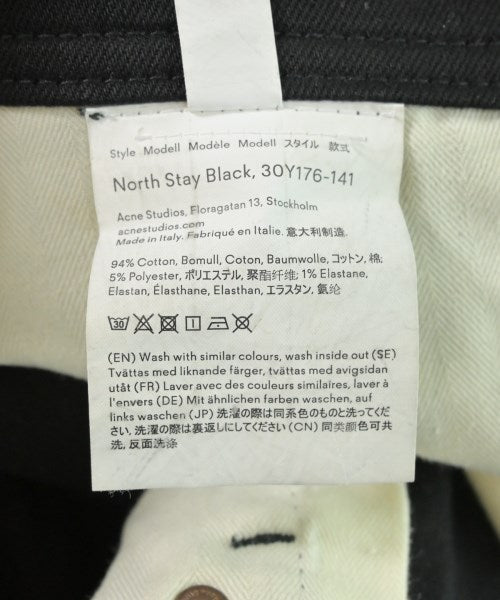 Style Modell Modèle Modell スタイル 款式
North Stay Black, 30Y176-141
Acne Studios, Floragatan 13, Stockholm
acnestudios.com
Made in Italy. Fabriqué en Italie. 意大利制造.
94% Cotton, Bomull, Coton, Baumwolle, コットン, 棉;
5% Polyester, ポリエステル, 聚酯纤维; 1% Elastane,
Elastan, Élasthane, Elasthan, エラスタン, 氨纶
30
(EN) Wash with similar colours, wash inside out (SE)
Tvättas med liknande färger, tvättas med avigsidan
utåt (FR) Laver avec des couleurs similaires, laver à
l'envers (DE) Mit ähnlichen farben waschen, auf
links waschen (JP) 洗濯の際は同系色のものと洗ってくだ
さい, 洗濯の際は裏返しにしてください (CN) 同类颜色可共
洗, 反面洗涤